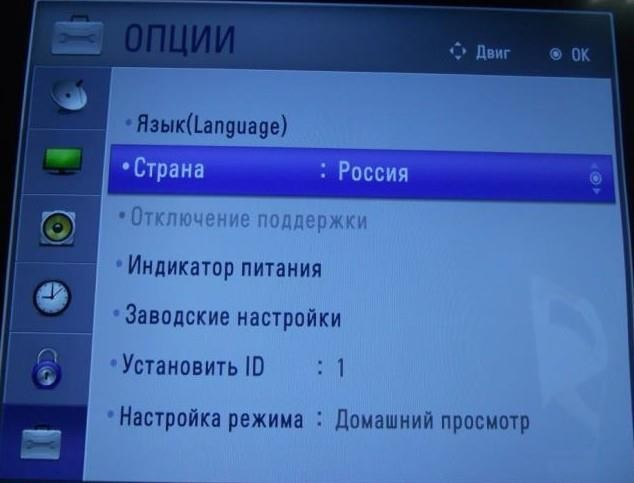 ОПЦИИ
Двиг
OK
Язык(Language)
Страна : Россия
Отключение поддержки
Индикатор питания
Заводские настройки
Установить ID : 1
Настройка режима : Домашний просмотр